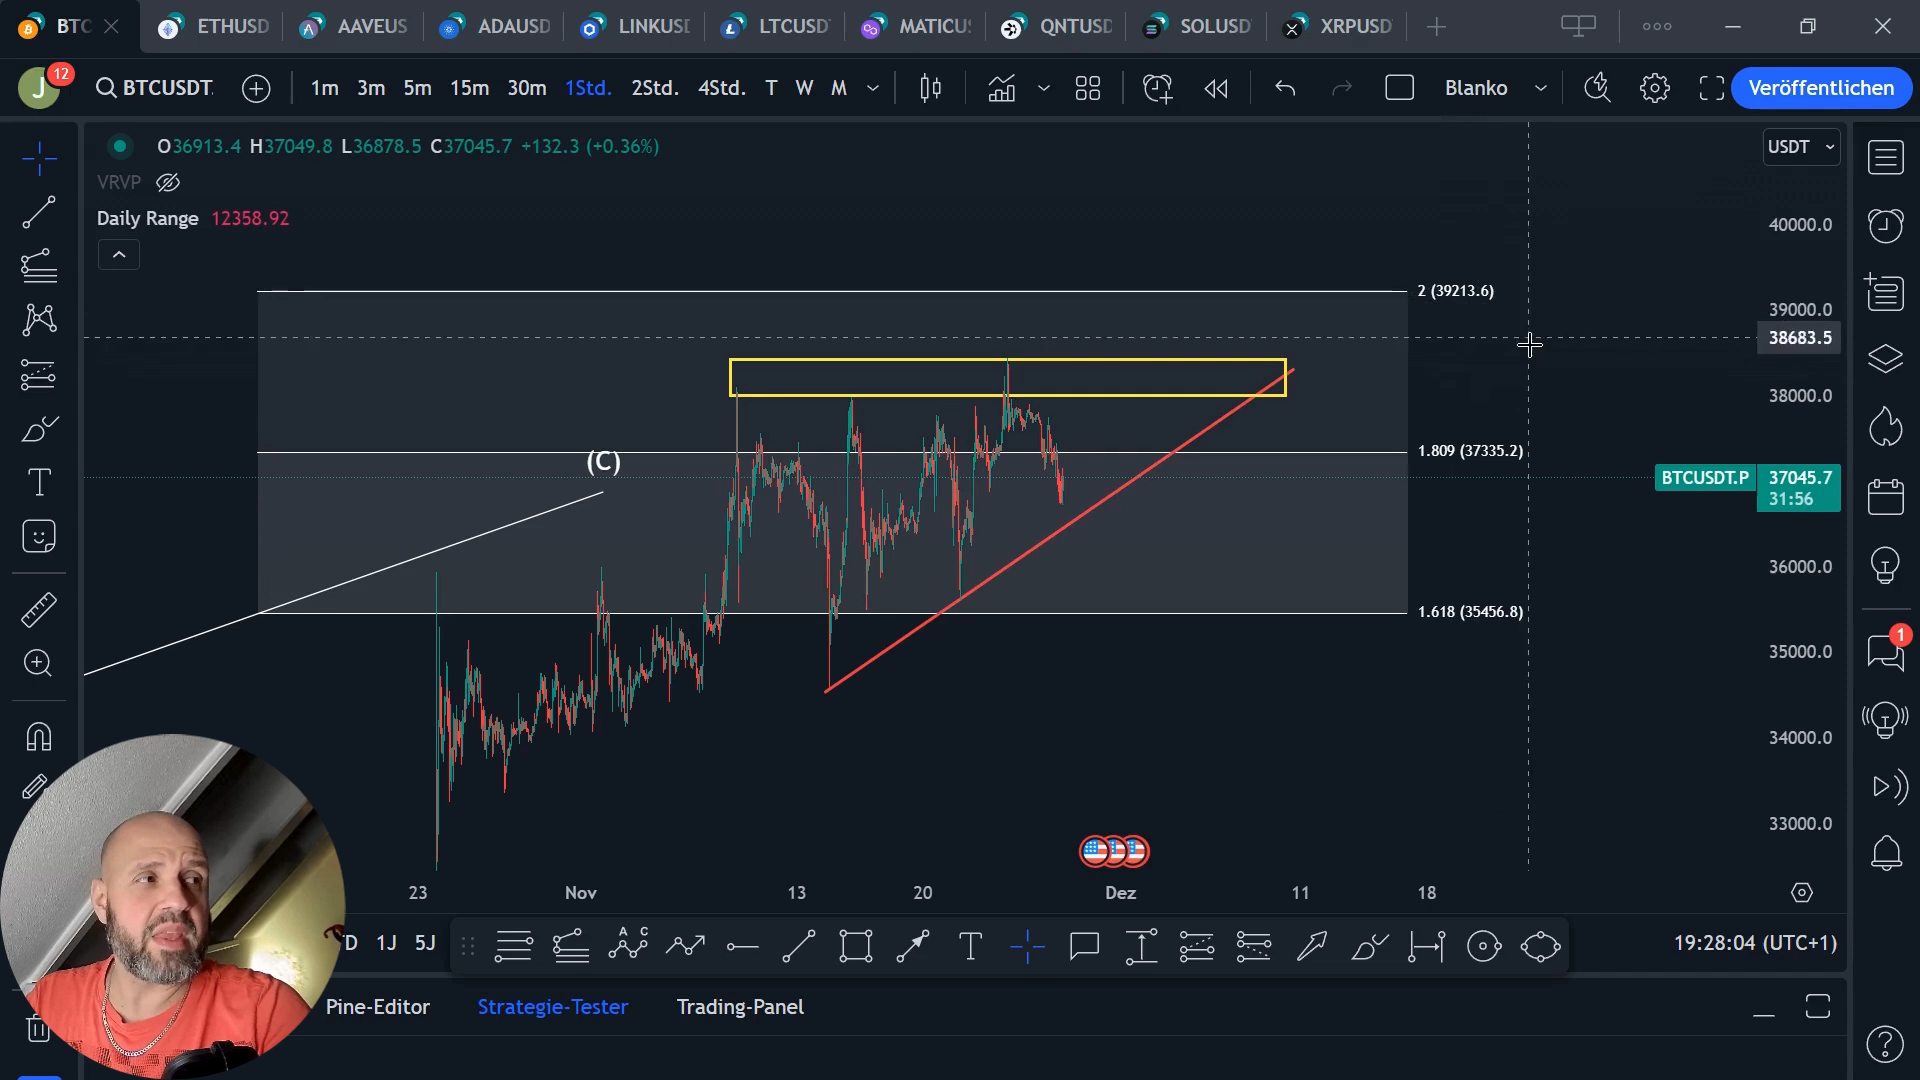 BTC ETHUSD AAVEUS ADAUSD LINKUSD LTCUSD MATICUS QNTUSD SOLUSD XRPUSD
J 12 BTCUSDT. 1m 3m 5m 15m 30m 1Std. 2Std. 4Std. T W M Blanko Veröffentlichen
O36913.4 H37049.8 L36878.5 C37045.7 +132.3 (+0.36%)
USDT
VRVP
Daily Range 12358.92
40000.0
2 (39213.6)
39000.0
38683.5
38000.0
1.809 (37335.2)
(C)
BTCUSDT.P 37045.7
31:56
36000.0
1.618 (35456.8)
35000.0
1
34000.0
33000.0
23 Nov 13 20 Dez 11 18
D 1J 5J
A C
T
19:28:04 (UTC+1)
Pine-Editor Strategie-Tester Trading-Panel